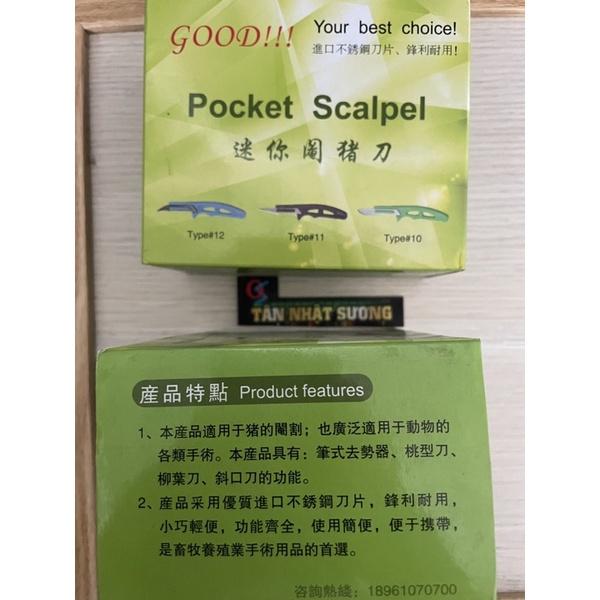 GOOD!!! Your best choice!
進口不銹鋼刀片、鋒利耐用!
Pocket Scalpel
迷你阉猪刀
Type#12 Type#11 Type#10
TÂN NHẬT SƯƠNG
産品特點 Product features
1、本産品適用于猪的閹割；也廣泛適用于動物的
各類手術。本産品具有：筆式去勢器、桃型刀、
柳葉刀、斜口刀的功能。
2、産品采用優質進口不銹鋼刀片，鋒利耐用，
小巧輕便，功能齊全，使用簡便，便于携帶，
是畜牧養殖業手術用品的首選。
咨詢熱綫：18961070700